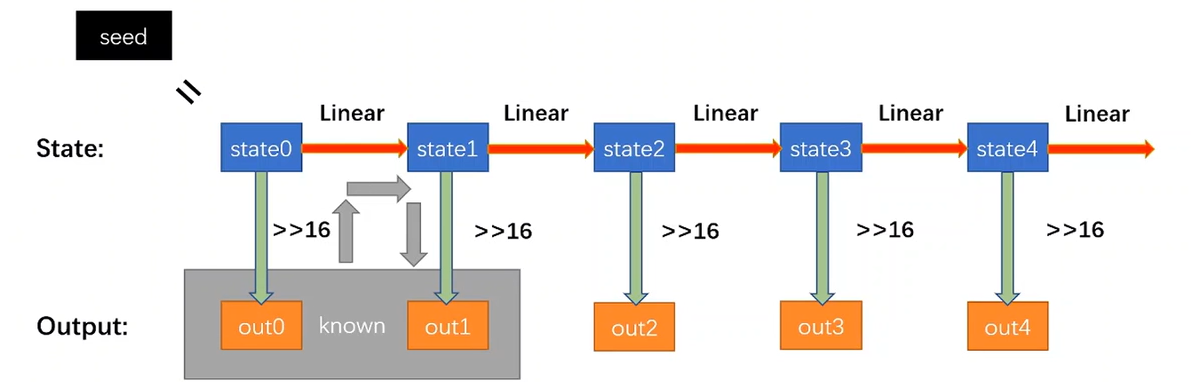 seed
=
Linear Linear Linear Linear Linear
State: state0 state1 state2 state3 state4
>>16 >>16 >>16 >>16 >>16
Output: out0 known out1 out2 out3 out4